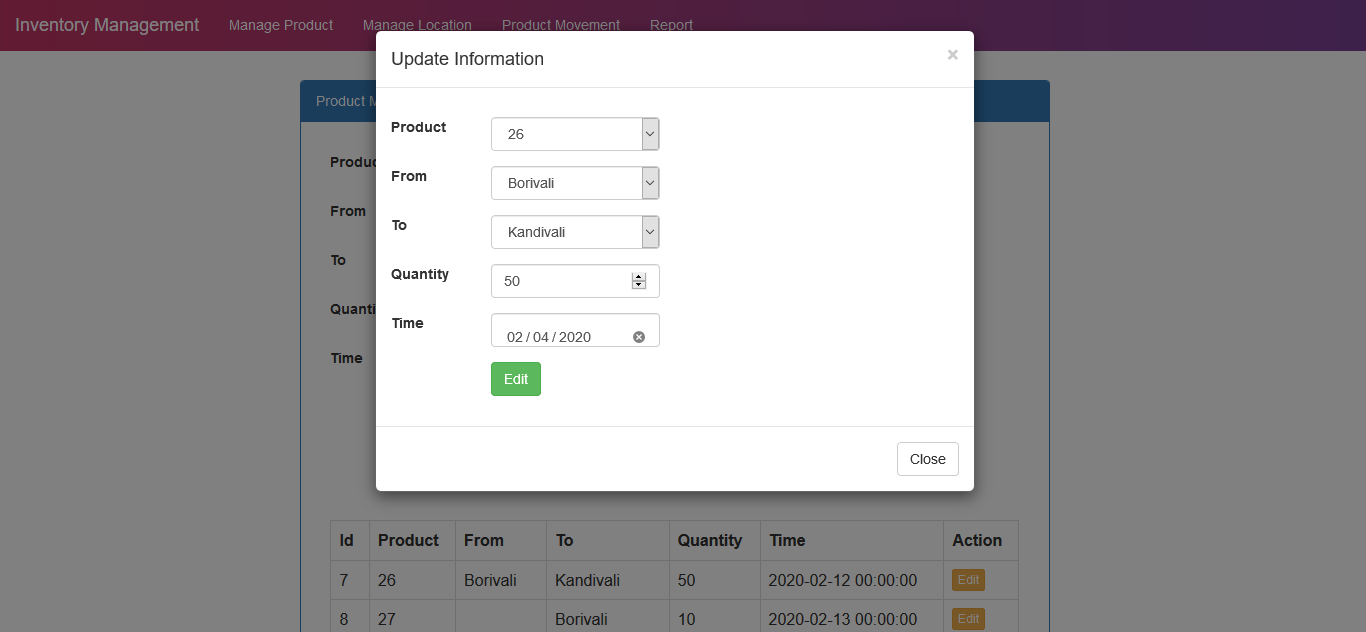 Inventory Management Manage Product Manage Location Product Movement Report
Update Information ×
Product M
Product 26
Produc
From Borivali
From
To Kandivali
To
Quantity 50
Quanti
Time 02 / 04 / 2020
Time
Edit
Close
Id Product From To Quantity Time Action
7 26 Borivali Kandivali 50 2020-02-12 00:00:00 Edit
8 27 Borivali 10 2020-02-13 00:00:00 Edit